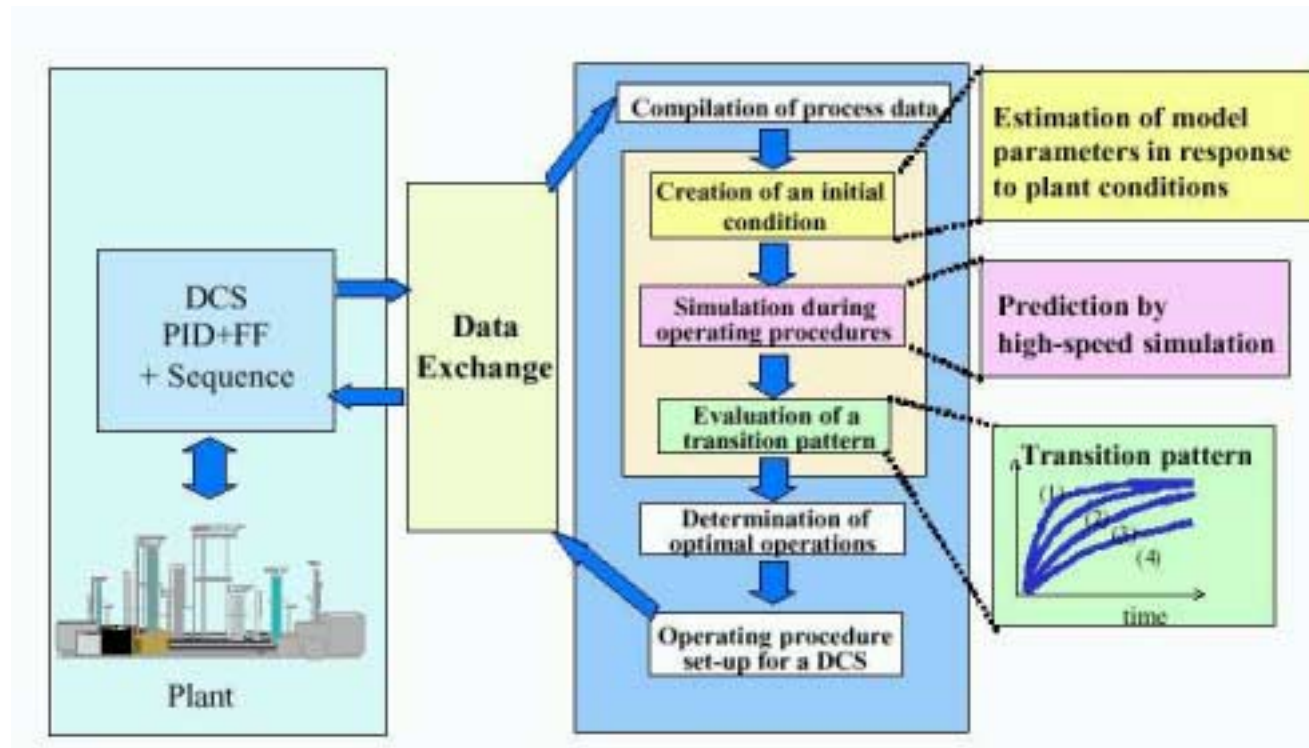 DCS
PID+FF
+ Sequence
Plant
Data
Exchange
Compilation of process data
Creation of an initial
condition
Simulation during
operating procedures
Evaluation of a
transition pattern
Determination of
optimal operations
Operating procedure
set-up for a DCS
Estimation of model
parameters in response
to plant conditions
Prediction by
high-speed simulation
Transition pattern
(1)
(2)
(3)
(4)
time